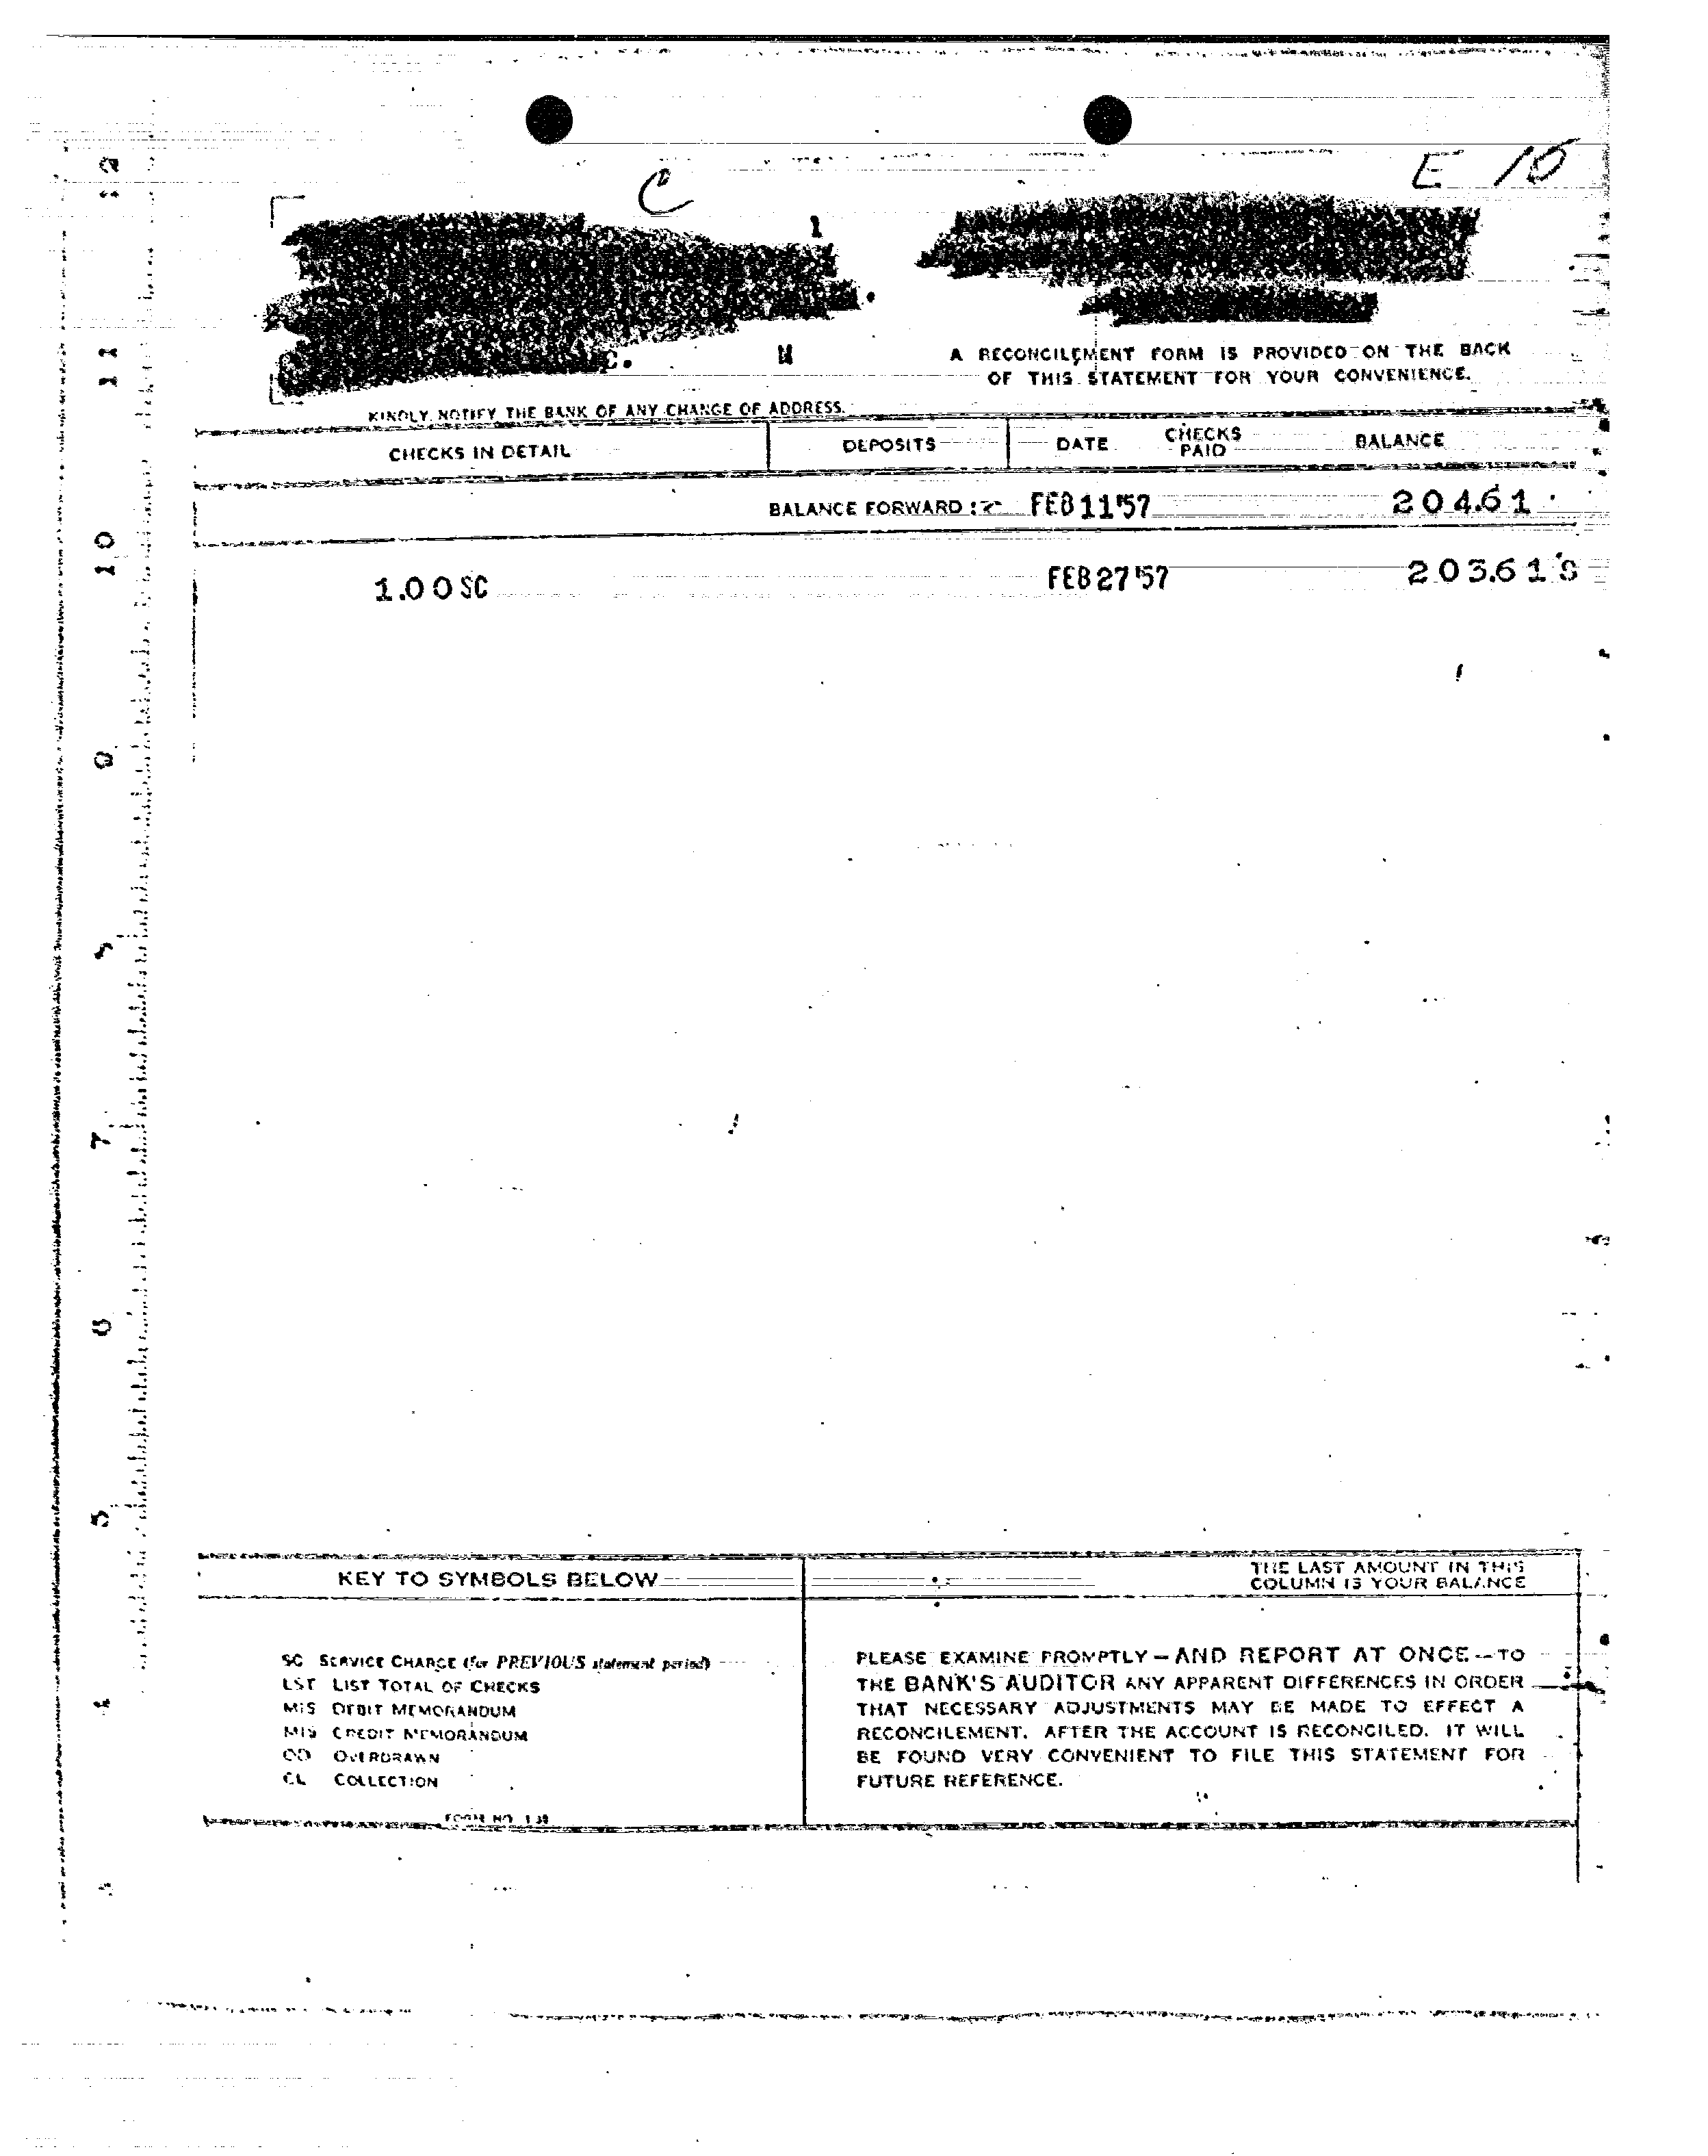 C
E 15
1
C. M
A RECONCILEMENT FORM IS PROVIDED ON THE BACK
OF THIS STATEMENT FOR YOUR CONVENIENCE.
KINDLY NOTIFY THE BANK OF ANY CHANGE OF ADDRESS.
CHECKS IN DETAIL DEPOSITS DATE CHECKS PAID BALANCE
BALANCE FORWARD FEB 11'57 204.61
1.00 SC FEB 27'57 203.61 S
12
11
10
9
7
6
5
4
KEY TO SYMBOLS BELOW
THE LAST AMOUNT IN THIS
COLUMN IS YOUR BALANCE
SC SERVICE CHARGE (for PREVIOUS statement period)
LST LIST TOTAL OF CHECKS
MIS DEBIT MEMORANDUM
MIS CREDIT MEMORANDUM
OD OVERDRAWN
CL COLLECTION
FORM NO.
PLEASE EXAMINE PROMPTLY — AND REPORT AT ONCE — TO
THE BANK'S AUDITOR ANY APPARENT DIFFERENCES IN ORDER
THAT NECESSARY ADJUSTMENTS MAY BE MADE TO EFFECT A
RECONCILEMENT. AFTER THE ACCOUNT IS RECONCILED, IT WILL
BE FOUND VERY CONVENIENT TO FILE THIS STATEMENT FOR
FUTURE REFERENCE.